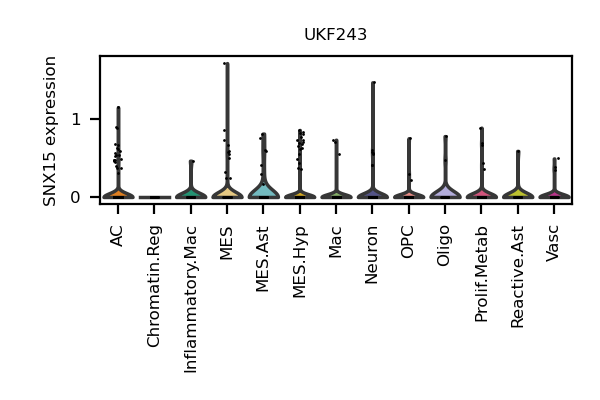 UKF243
SNX15 expression
1
0
AC
Chromatin.Reg
Inflammatory.Mac
MES
MES.Ast
MES.Hyp
Mac
Neuron
OPC
Oligo
Prolif.Metab
Reactive.Ast
Vasc